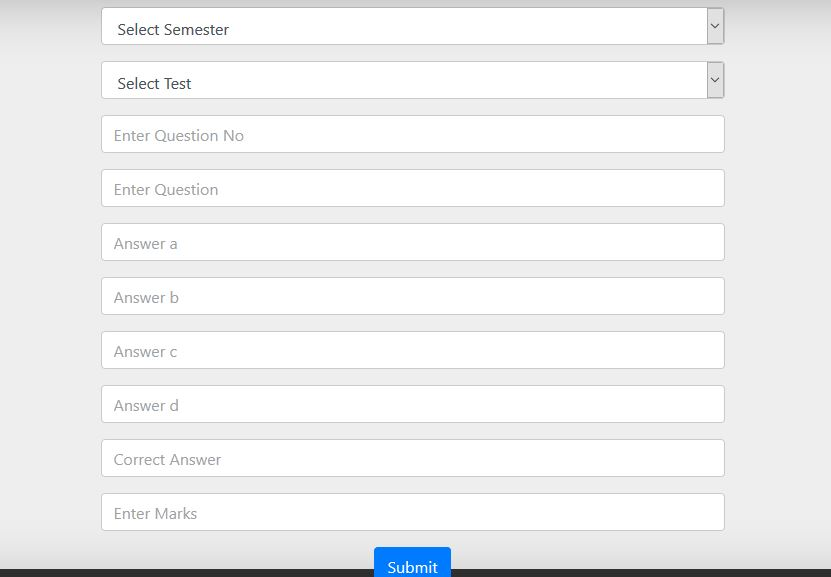 Select Semester
Select Test
Enter Question No
Enter Question
Answer a
Answer b
Answer c
Answer d
Correct Answer
Enter Marks
Submit